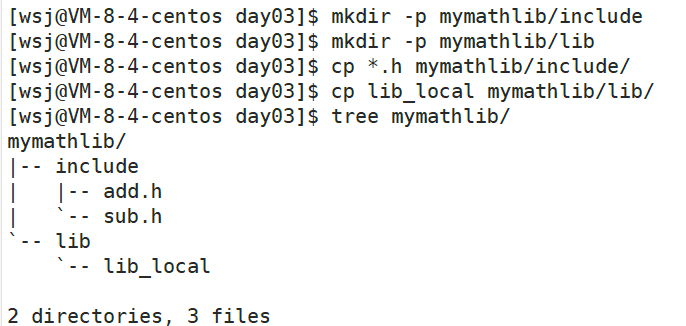 [wsj@VM-8-4-centos day03]$ mkdir -p mymathlib/include
[wsj@VM-8-4-centos day03]$ mkdir -p mymathlib/lib
[wsj@VM-8-4-centos day03]$ cp *.h mymathlib/include/
[wsj@VM-8-4-centos day03]$ cp lib_local mymathlib/lib/
[wsj@VM-8-4-centos day03]$ tree mymathlib/
mymathlib/
|-- include
|   |-- add.h
|   `-- sub.h
`-- lib
    `-- lib_local

2 directories, 3 files